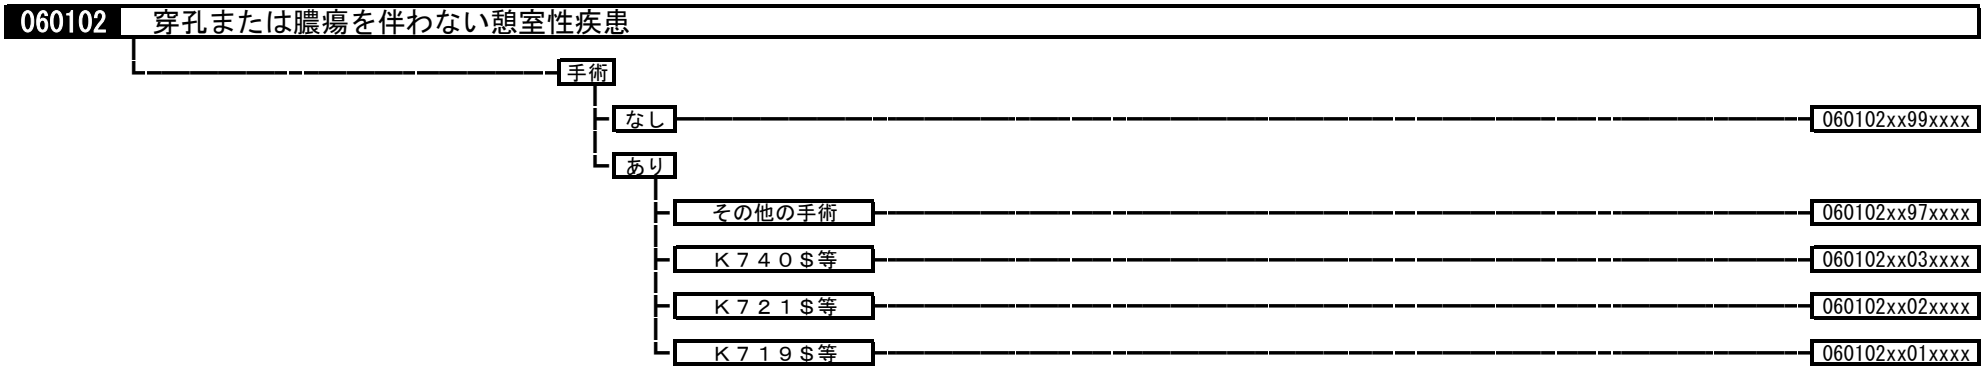 060102 穿孔または膿瘍を伴わない憩室性疾患
手術
なし 060102xx99xxxx
あり
その他の手術 060102xx97xxxx
Ｋ７４０＄等 060102xx03xxxx
Ｋ７２１＄等 060102xx02xxxx
Ｋ７１９＄等 060102xx01xxxx